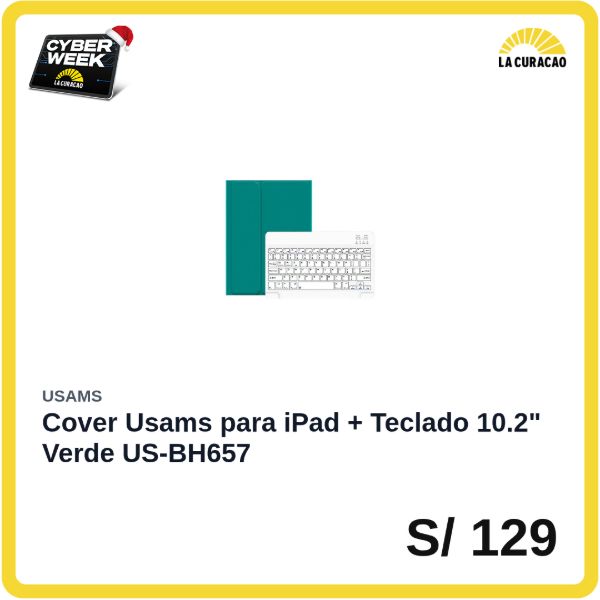 CYBER
WEEK
LA CURACAO
LA CURACAO
USAMS
Cover Usams para iPad + Teclado 10.2"
Verde US-BH657
S/ 129